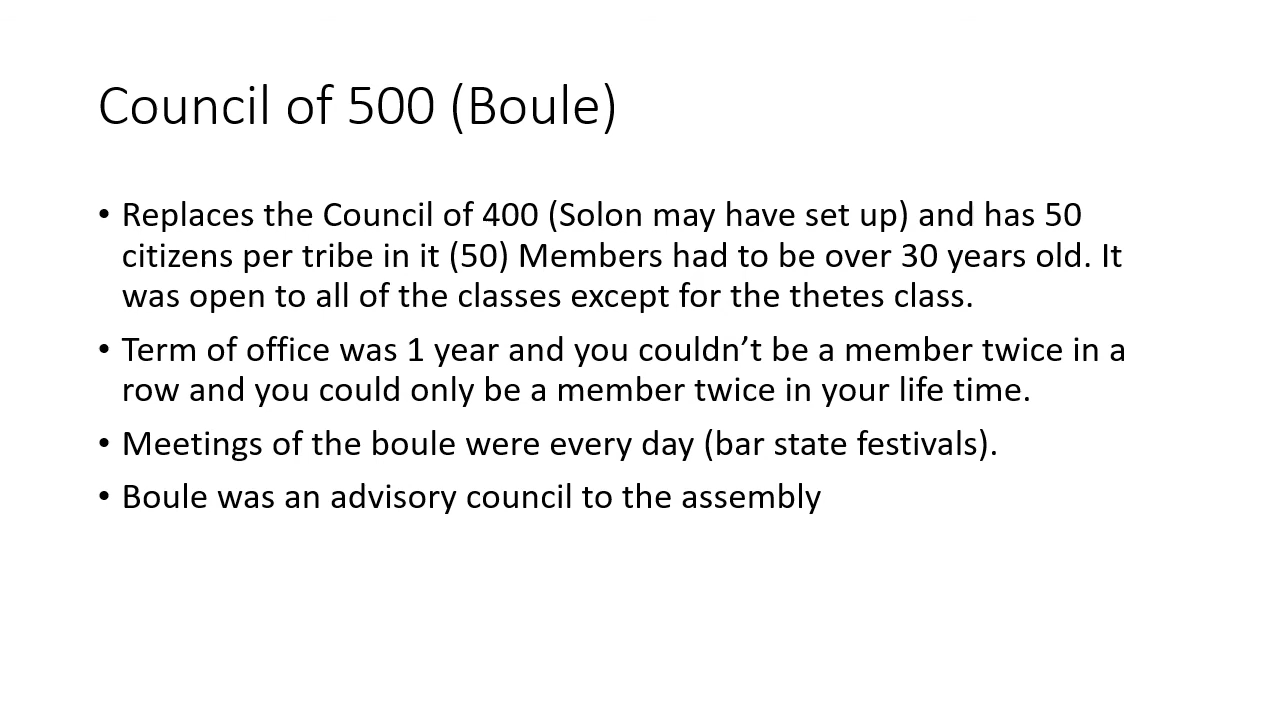 Council of 500 (Boule)
• Replaces the Council of 400 (Solon may have set up) and has 50
citizens per tribe in it (50) Members had to be over 30 years old. It
was open to all of the classes except for the thetes class.
• Term of office was 1 year and you couldn’t be a member twice in a
row and you could only be a member twice in your life time.
• Meetings of the boule were every day (bar state festivals).
• Boule was an advisory council to the assembly